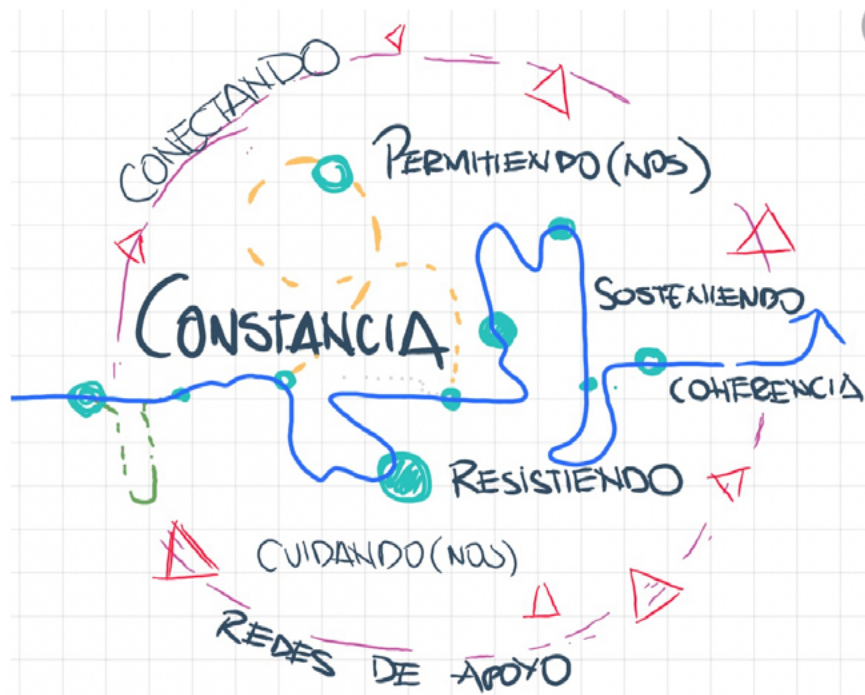 CONECTANDO
PERMITIENDO(NOS)
SOSTENIENDO
CONSTANCIA
COHERENCIA
RESISTIENDO
CUIDANDO(NOS)
REDES DE APOYO